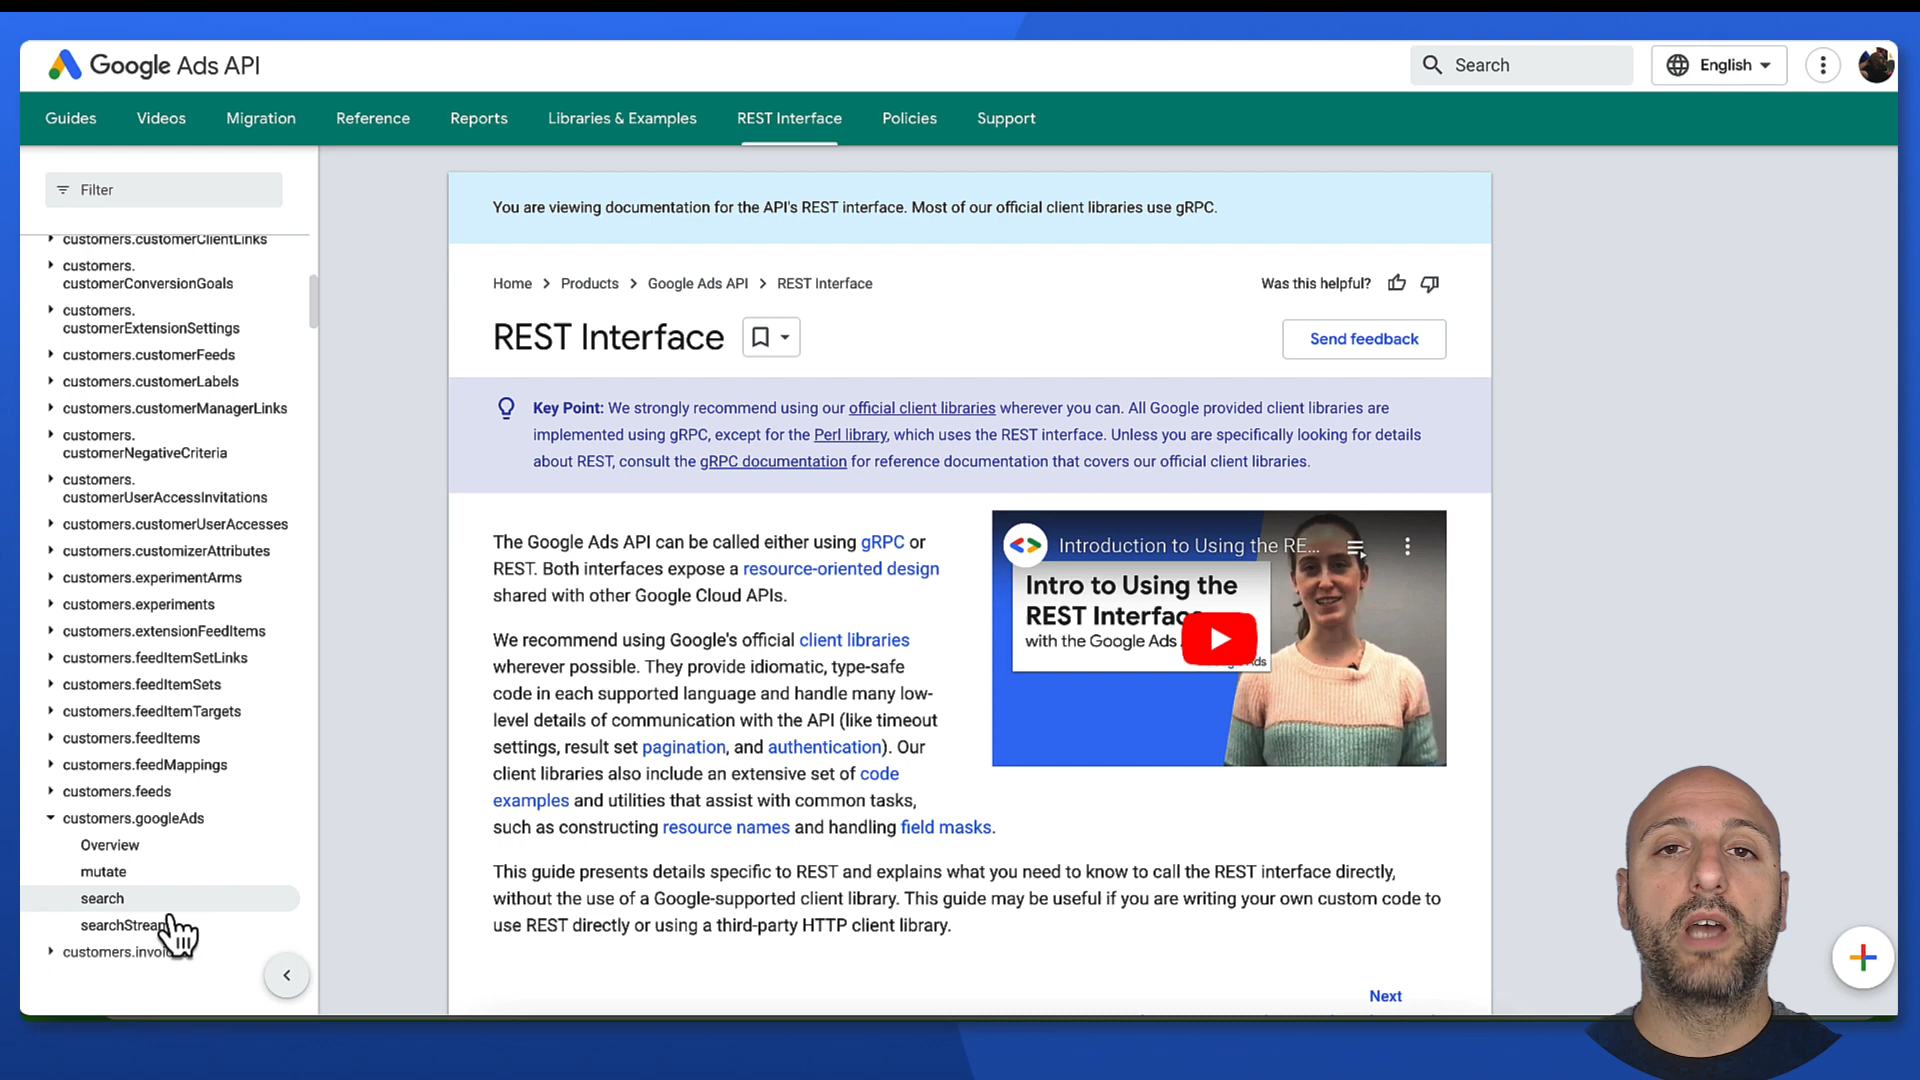 Google Ads API
Search
English
Guides
Videos
Migration
Reference
Reports
Libraries & Examples
REST Interface
Policies
Support
Filter
customers.customerClientLinks
customers.
customerConversionGoals
customers.
customerExtensionSettings
customers.customerFeeds
customers.customerLabels
customers.customerManagerLinks
customers.
customerNegativeCriteria
customers.
customerUserAccessInvitations
customers.customerUserAccesses
customers.customizerAttributes
customers.experimentArms
customers.experiments
customers.extensionFeedItems
customers.feedItemSetLinks
customers.feedItemSets
customers.feedItemTargets
customers.feedItems
customers.feedMappings
customers.feeds
customers.googleAds
Overview
mutate
search
searchStream
customers.invoi
You are viewing documentation for the API's REST interface. Most of our official client libraries use gRPC.
Home > Products > Google Ads API > REST Interface
Was this helpful?
REST Interface
Send feedback
Key Point: We strongly recommend using our official client libraries wherever you can. All Google provided client libraries are
implemented using gRPC, except for the Perl library, which uses the REST interface. Unless you are specifically looking for details
about REST, consult the gRPC documentation for reference documentation that covers our official client libraries.
The Google Ads API can be called either using gRPC or
REST. Both interfaces expose a resource-oriented design
shared with other Google Cloud APIs.
We recommend using Google's official client libraries
wherever possible. They provide idiomatic, type-safe
code in each supported language and handle many low-
level details of communication with the API (like timeout
settings, result set pagination, and authentication). Our
client libraries also include an extensive set of code
examples and utilities that assist with common tasks,
such as constructing resource names and handling field masks.
Introduction to Using the RE...
Intro to Using the
REST Interface
with the Google Ads
This guide presents details specific to REST and explains what you need to know to call the REST interface directly,
without the use of a Google-supported client library. This guide may be useful if you are writing your own custom code to
use REST directly or using a third-party HTTP client library.
Next